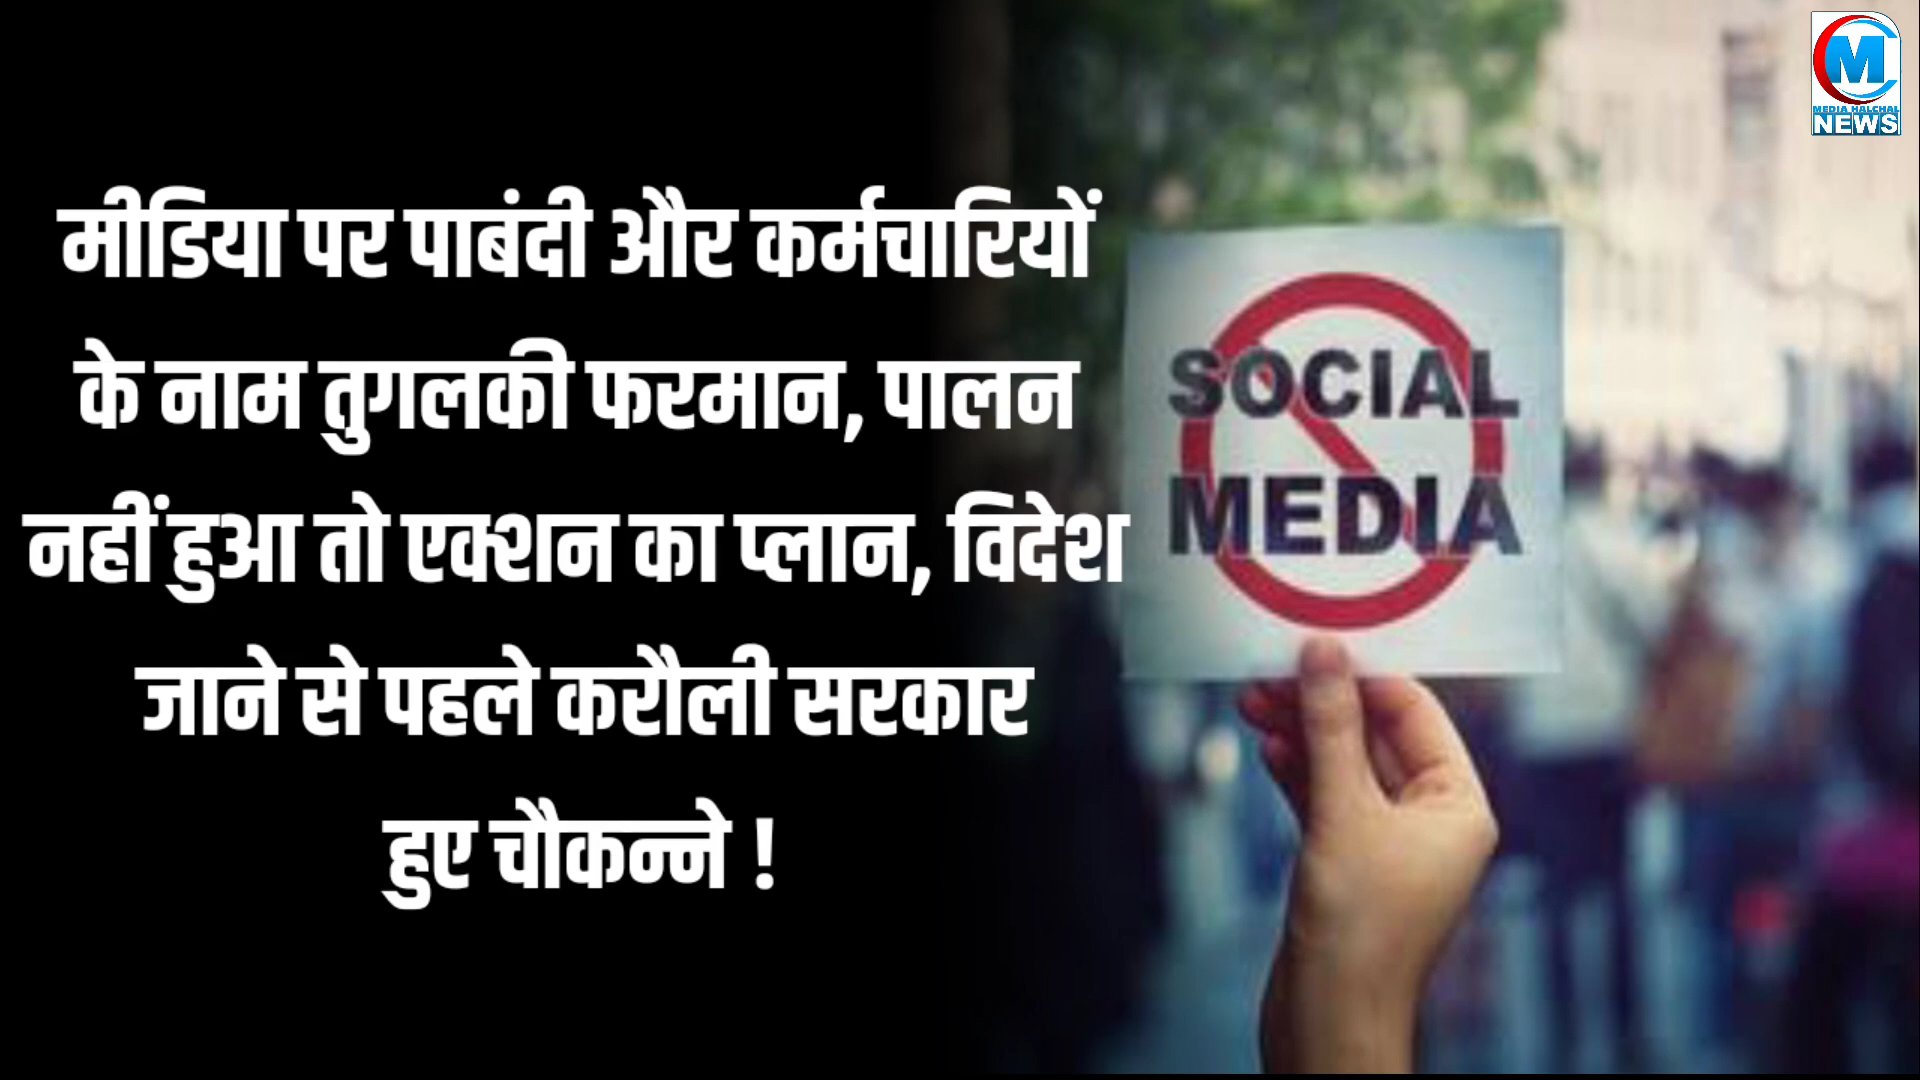 मीडिया पर पाबंदी और कर्मचारियों
के नाम तुगलकी फरमान, पालन
नहीं हुआ तो एक्शन का प्लान, विदेश
जाने से पहले करौली सरकार
हुए चौकन्ने !
SOCIAL
MEDIA
MC
MEDIA HALCHAL
NEWS